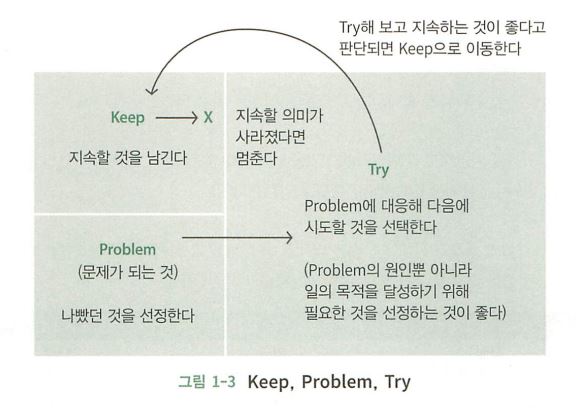 Try해 보고 지속하는 것이 좋다고
판단되면 Keep으로 이동한다
Keep
X
지속할 것을 남긴다
지속할 의미가
사라졌다면
멈춘다
Try
Problem에 대응해 다음에
시도할 것을 선택한다
(Problem의 원인뿐 아니라
일의 목적을 달성하기 위해
필요한 것을 선정하는 것이 좋다)
Problem
(문제가 되는 것)
나빴던 것을 선정한다
그림 1-3 Keep, Problem, Try